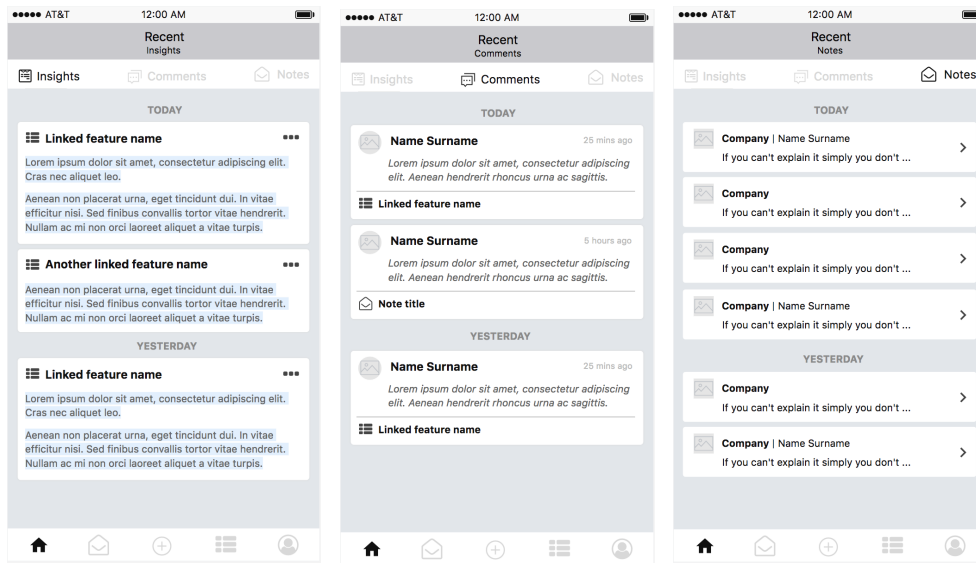 AT&T 12:00 AM
Recent
Insights
Insights Comments Notes
TODAY
Linked feature name
Lorem ipsum dolor sit amet, consectetur adipiscing elit.
Cras nec aliquet leo.
Aenean non placerat urna, eget tincidunt dui. In vitae
efficitur nisi. Sed finibus convallis tortor vitae hendrerit.
Nullam ac mi non orci laoreet aliquet a vitae turpis.
Another linked feature name
Aenean non placerat urna, eget tincidunt dui. In vitae
efficitur nisi. Sed finibus convallis tortor vitae hendrerit.
Nullam ac mi non orci laoreet aliquet a vitae turpis.
YESTERDAY
Linked feature name
Lorem ipsum dolor sit amet, consectetur adipiscing elit.
Cras nec aliquet leo.
Aenean non placerat urna, eget tincidunt dui. In vitae
efficitur nisi. Sed finibus convallis tortor vitae hendrerit.
Nullam ac mi non orci laoreet aliquet a vitae turpis.
AT&T 12:00 AM
Recent
Comments
Insights Comments Notes
TODAY
Name Surname 25 mins ago
Lorem ipsum dolor sit amet, consectetur adipiscing
elit. Aenean hendrerit rhoncus urna ac sagittis.
Linked feature name
Name Surname 5 hours ago
Lorem ipsum dolor sit amet, consectetur adipiscing
elit. Aenean hendrerit rhoncus urna ac sagittis.
Note title
YESTERDAY
Name Surname 25 mins ago
Lorem ipsum dolor sit amet, consectetur adipiscing
elit. Aenean hendrerit rhoncus urna ac sagittis.
Linked feature name
AT&T 12:00 AM
Recent
Notes
Insights Comments Notes
TODAY
Company | Name Surname
If you can't explain it simply you don't ...
Company
If you can't explain it simply you don't ...
Company
If you can't explain it simply you don't ...
Company | Name Surname
If you can't explain it simply you don't ...
YESTERDAY
Company
If you can't explain it simply you don't ...
Company | Name Surname
If you can't explain it simply you don't ...